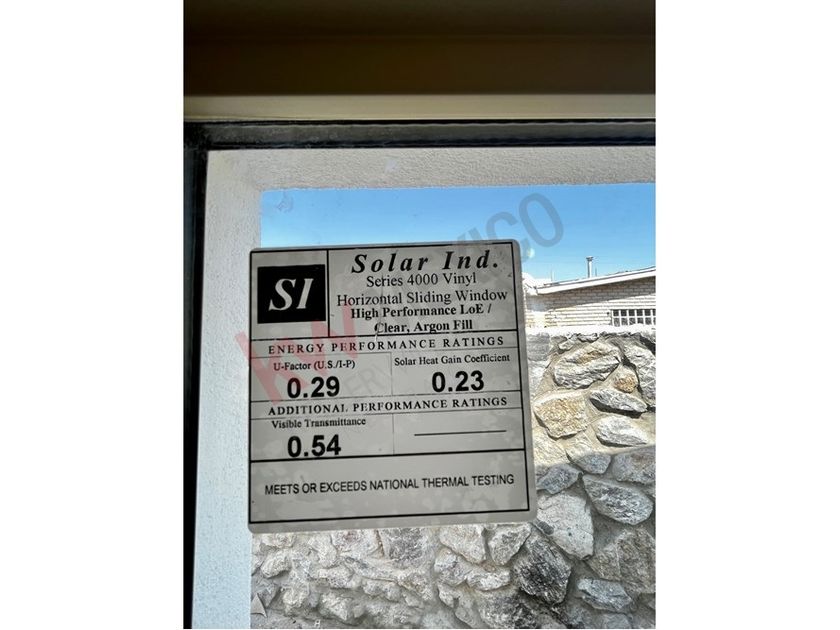 SI
Solar Ind.
Series 4000 Vinyl
Horizontal Sliding Window
High Performance LoE /
Clear, Argon Fill
ENERGY PERFORMANCE RATINGS
U-Factor (U.S./I-P)
0.29
Solar Heat Gain Coefficient
0.23
ADDITIONAL PERFORMANCE RATINGS
Visible Transmittance
0.54
MEETS OR EXCEEDS NATIONAL THERMAL TESTING
kw